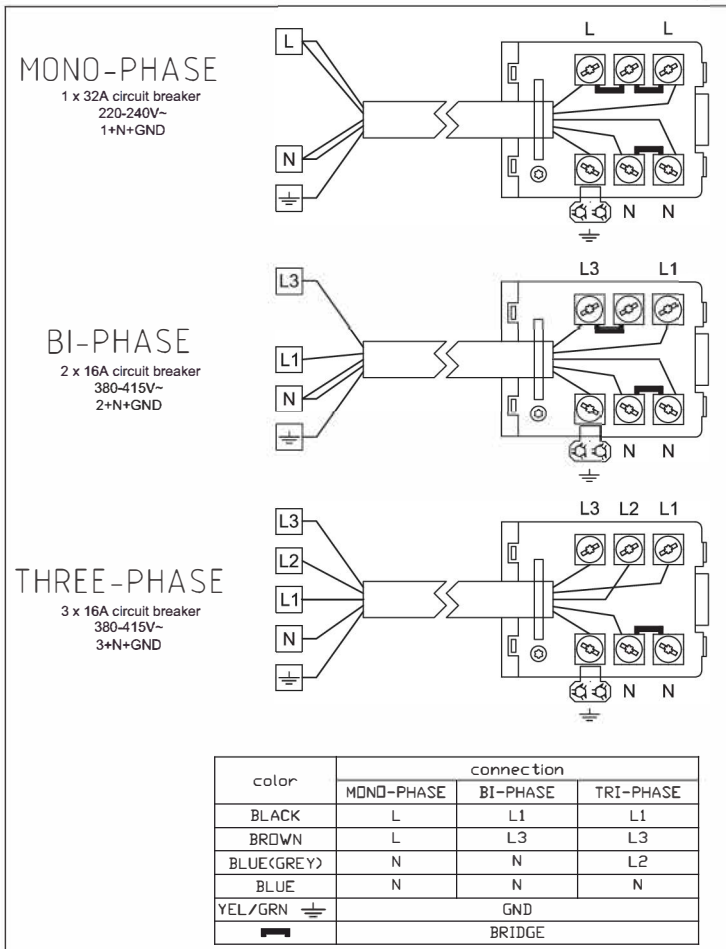 MONO-PHASE
1 x 32A circuit breaker
220-240V~
1+N+GND
L
N
L L
N N
BI-PHASE
2 x 16A circuit breaker
380-415V~
2+N+GND
L3
L1
N
L3 L1
N N
THREE-PHASE
3 x 16A circuit breaker
380-415V~
3+N+GND
L3
L2
L1
N
L3 L2 L1
N N
color connection
MONO-PHASE BI-PHASE TRI-PHASE
BLACK L L1 L1
BROWN L L3 L3
BLUE(GREY) N N L2
BLUE N N N
YEL/GRN GND
BRIDGE